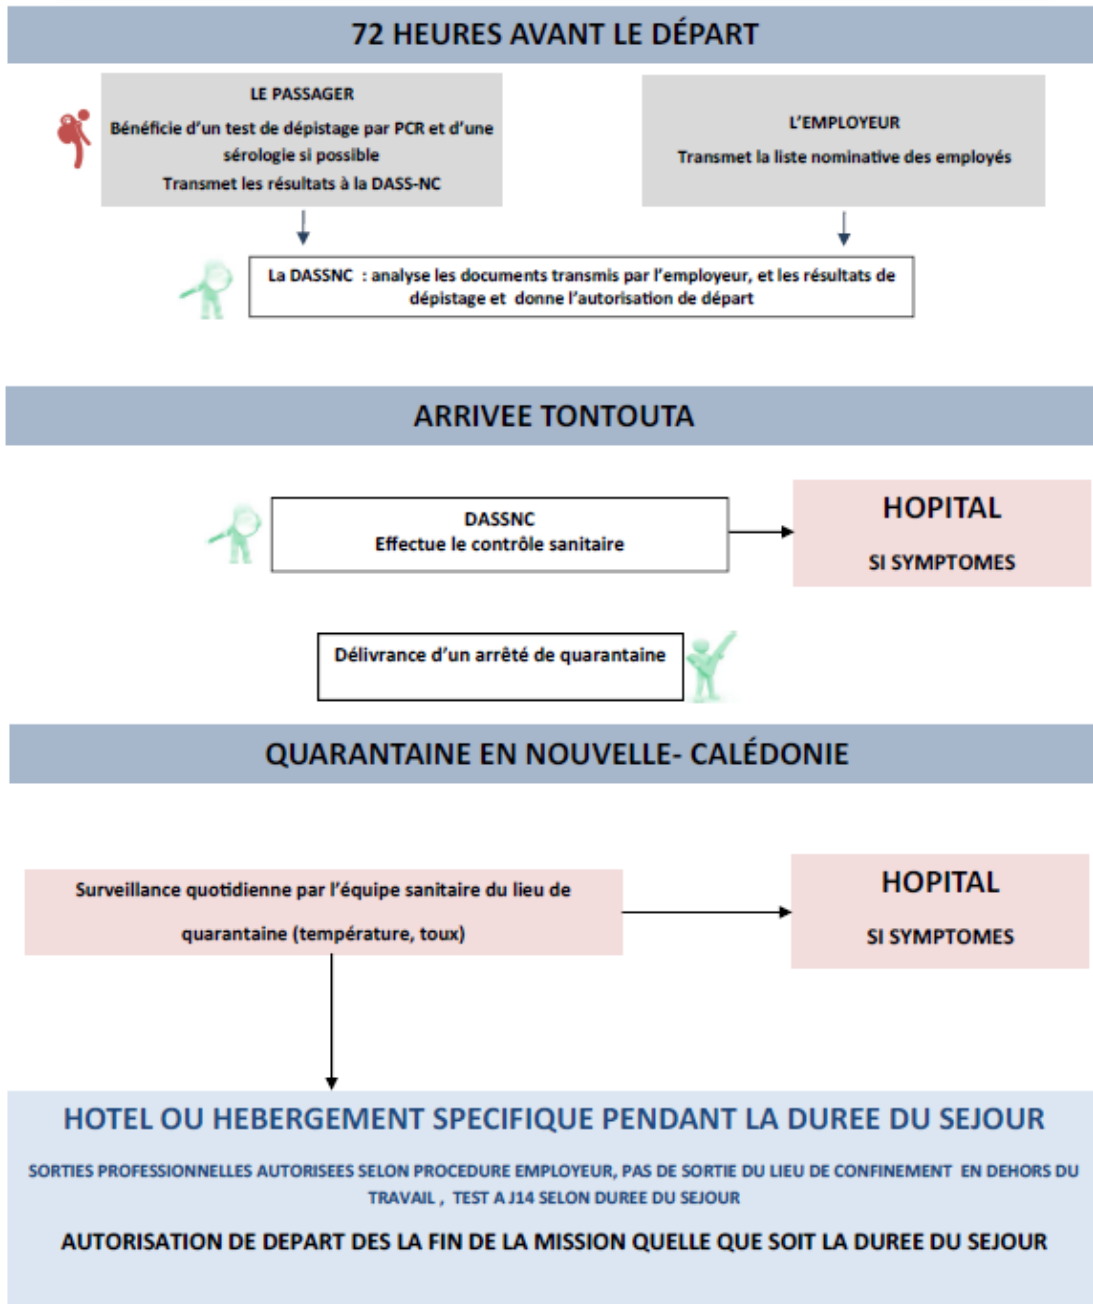 72 HEURES AVANT LE DÉPART
LE PASSAGER
Bénéficie d'un test de dépistage par PCR et d'une
sérologie si possible
Transmet les résultats à la DASS-NC
L'EMPLOYEUR
Transmet la liste nominative des employés
La DASSNC : analyse les documents transmis par l'employeur, et les résultats de
dépistage et donne l'autorisation de départ
ARRIVEE TONTOUTA
DASSNC
Effectue le contrôle sanitaire
HOPITAL
SI SYMPTOMES
Délivrance d'un arrêté de quarantaine
QUARANTAINE EN NOUVELLE- CALÉDONIE
Surveillance quotidienne par l'équipe sanitaire du lieu de
quarantaine (température, toux)
HOPITAL
SI SYMPTOMES
HOTEL OU HEBERGEMENT SPECIFIQUE PENDANT LA DUREE DU SEJOUR
SORTIES PROFESSIONNELLES AUTORISEES SELON PROCEDURE EMPLOYEUR, PAS DE SORTIE DU LIEU DE CONFINEMENT EN DEHORS DU
TRAVAIL , TEST A J14 SELON DUREE DU SEJOUR
AUTORISATION DE DEPART DES LA FIN DE LA MISSION QUELLE QUE SOIT LA DUREE DU SEJOUR